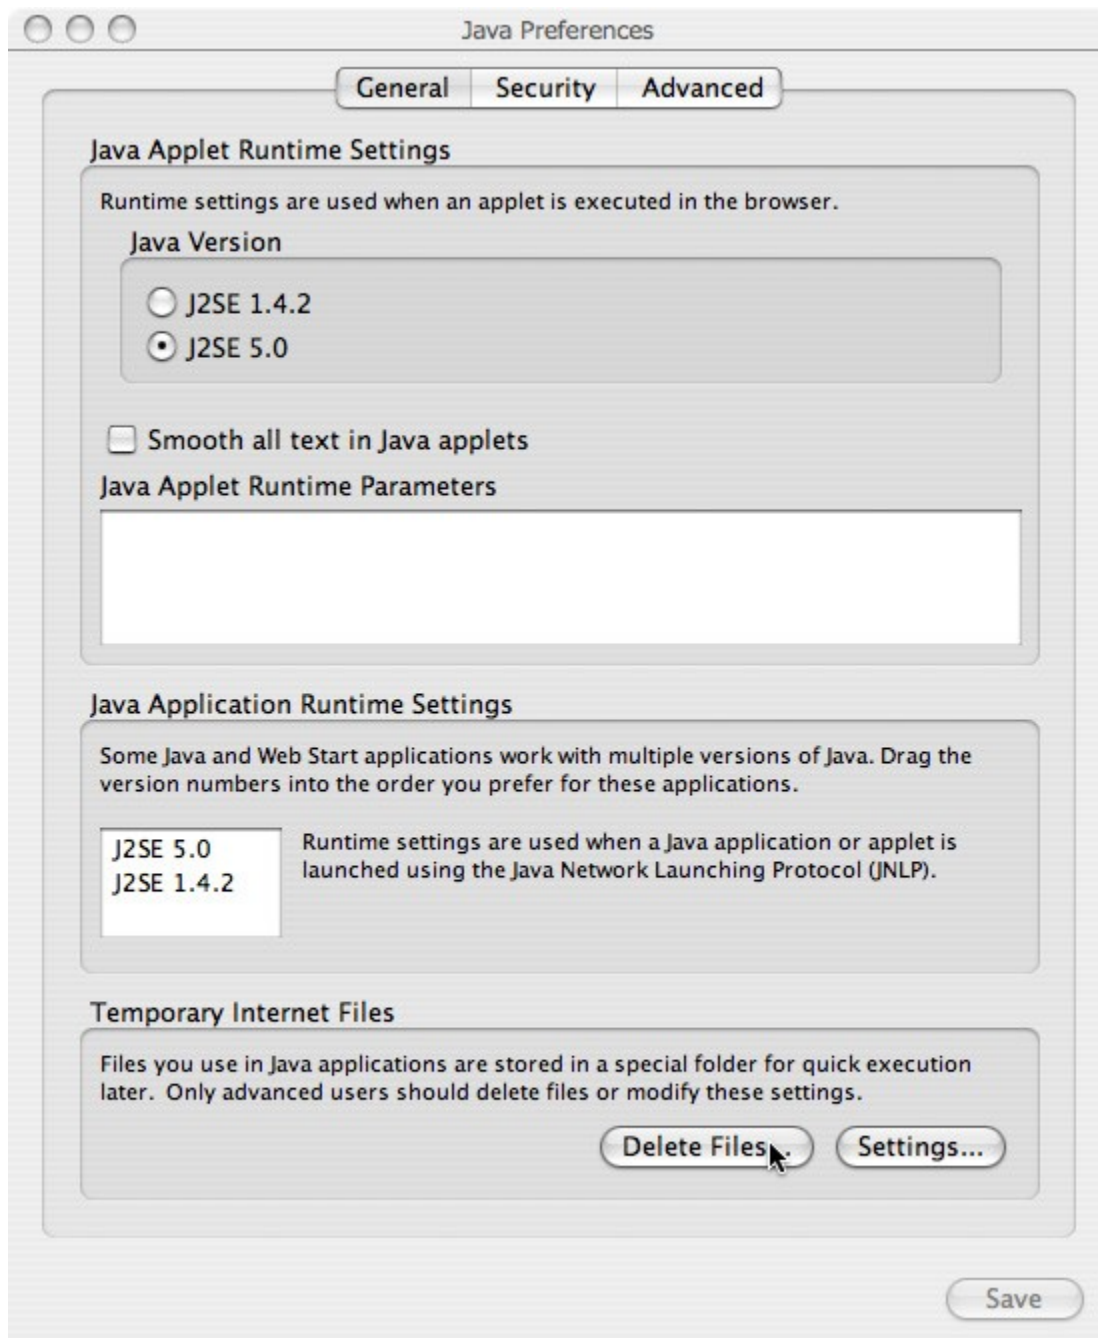 Java Preferences
General Security Advanced
Java Applet Runtime Settings
Runtime settings are used when an applet is executed in the browser.
Java Version
J2SE 1.4.2
J2SE 5.0
Smooth all text in Java applets
Java Applet Runtime Parameters
Java Application Runtime Settings
Some Java and Web Start applications work with multiple versions of Java. Drag the
version numbers into the order you prefer for these applications.
J2SE 5.0
J2SE 1.4.2
Runtime settings are used when a Java application or applet is
launched using the Java Network Launching Protocol (JNLP).
Temporary Internet Files
Files you use in Java applications are stored in a special folder for quick execution
later. Only advanced users should delete files or modify these settings.
Delete Files... Settings...
Save